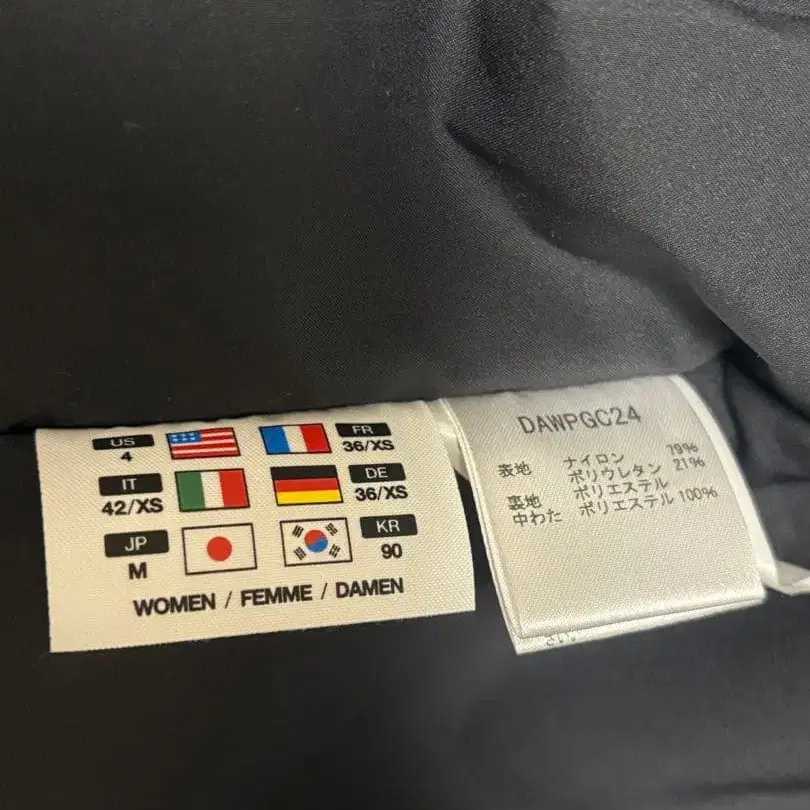 US
4
FR
36/XS
IT
42/XS
DE
36/XS
JP
M
KR
90
WOMEN / FEMME / DAMEN
DAWPGC24
表地 ナイロン 79%
ポリウレタン 21%
裏地 ポリエステル
中わた ポリエステル 100%
さい。